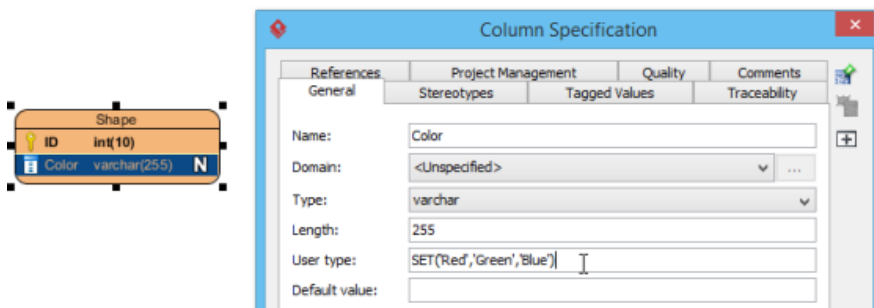 Column Specification
References Project Management Quality Comments
General Stereotypes Tagged Values Traceability
Shape
ID int(10)
Color varchar(255) N
Name: Color
Domain: <Unspecified> ...
Type: varchar
Length: 255
User type: SET('Red','Green','Blue')
Default value: